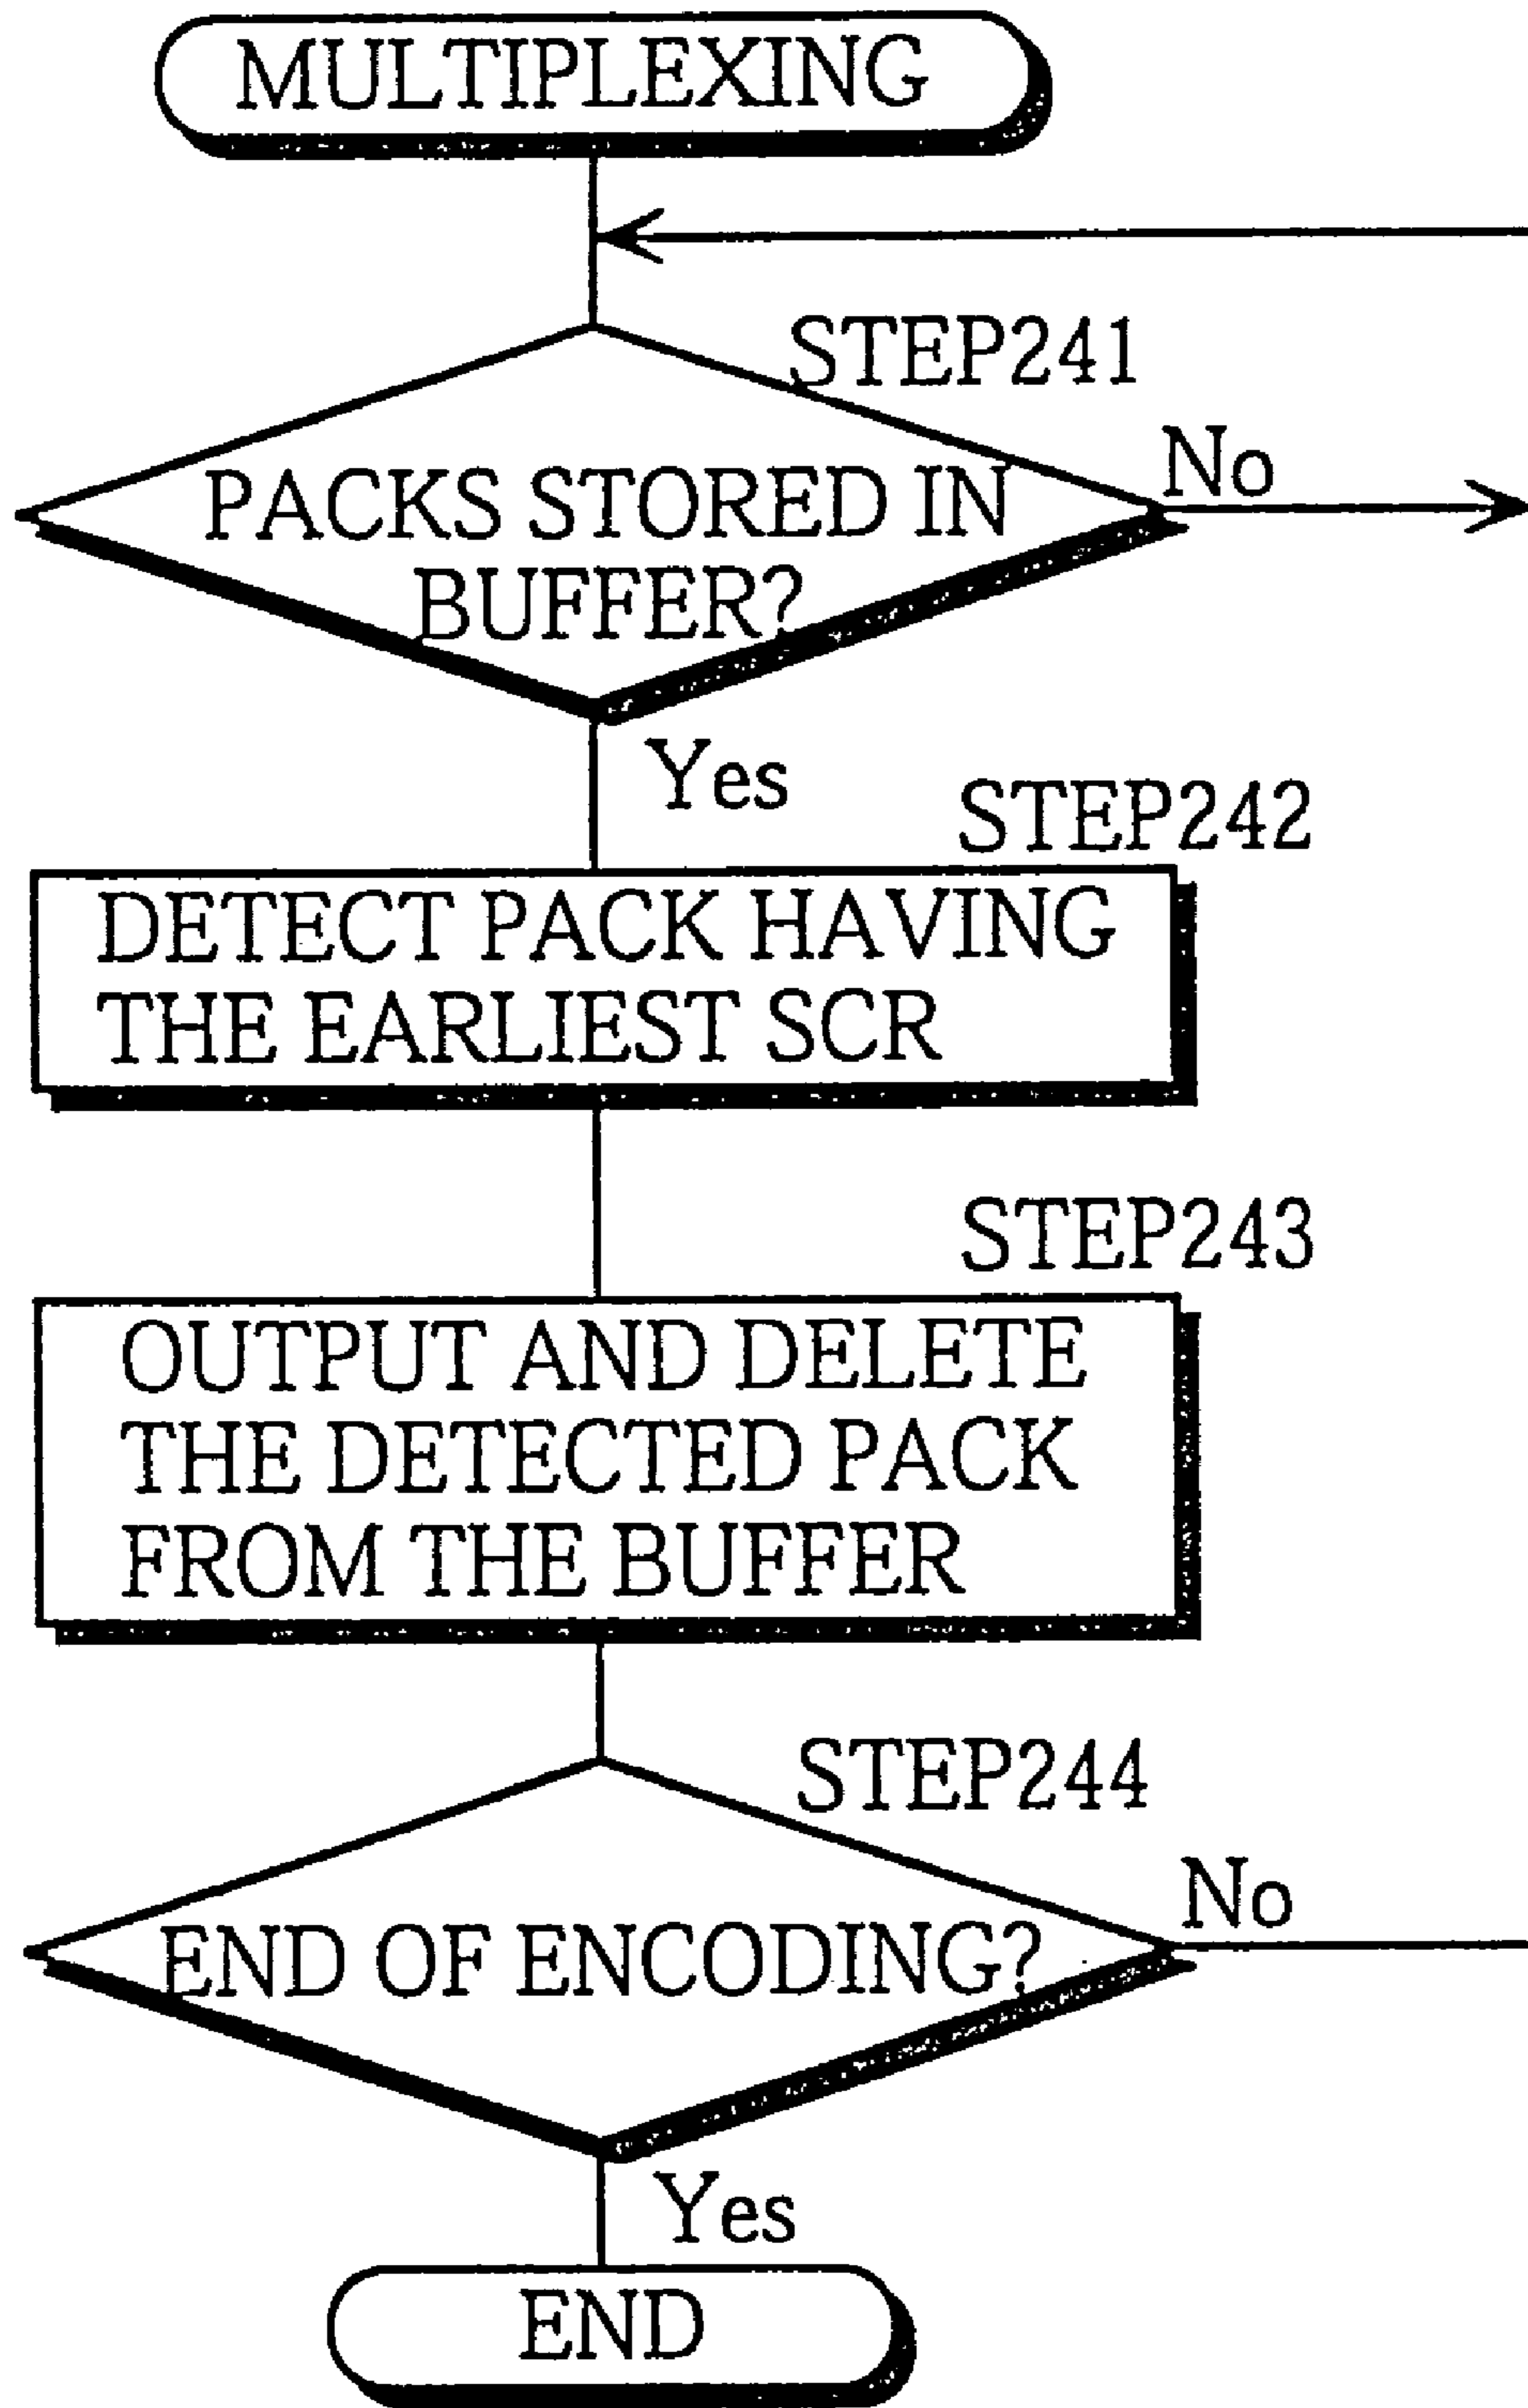 MULTIPLEXING
STEP241
No
PACKS STORED IN
BUFFER?
Yes
STEP242
DETECT PACK HAVING
THE EARLIEST SCR
STEP243
OUTPUT AND DELETE
THE DETECTED PACK
FROM THE BUFFER
STEP244
No
END OF ENCODING?
Yes
END